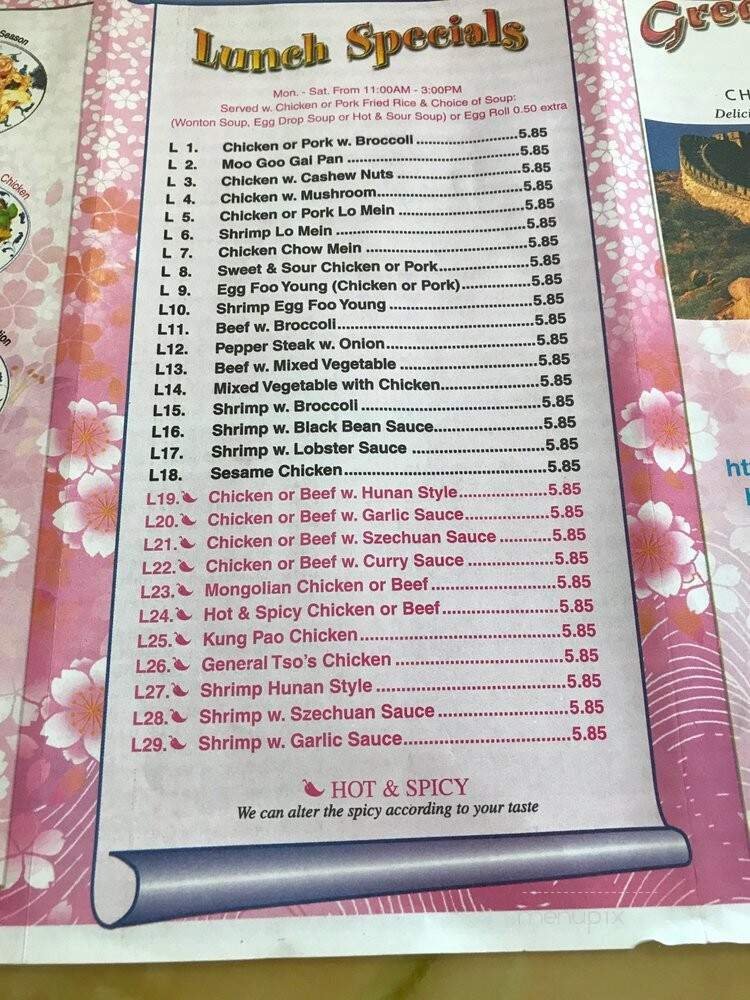 Season
Chicken
Lunch Specials
Mon. - Sat. From 11:00AM - 3:00PM
Served w. Chicken or Pork Fried Rice & Choice of Soup:
(Wonton Soup, Egg Drop Soup or Hot & Sour Soup) or Egg Roll 0.50 extra
L 1. Chicken or Pork w. Broccoli 5.85
L 2. Moo Goo Gai Pan 5.85
L 3. Chicken w. Cashew Nuts 5.85
L 4. Chicken w. Mushroom 5.85
L 5. Chicken or Pork Lo Mein 5.85
L 6. Shrimp Lo Mein 5.85
L 7. Chicken Chow Mein 5.85
L 8. Sweet & Sour Chicken or Pork 5.85
L 9. Egg Foo Young (Chicken or Pork) 5.85
L10. Shrimp Egg Foo Young 5.85
L11. Beef w. Broccoli 5.85
L12. Pepper Steak w. Onion 5.85
L13. Beef w. Mixed Vegetable 5.85
L14. Mixed Vegetable with Chicken 5.85
L15. Shrimp w. Broccoli 5.85
L16. Shrimp w. Black Bean Sauce 5.85
L17. Shrimp w. Lobster Sauce 5.85
L18. Sesame Chicken 5.85
L19. Chicken or Beef w. Hunan Style 5.85
L20. Chicken or Beef w. Garlic Sauce 5.85
L21. Chicken or Beef w. Szechuan Sauce 5.85
L22. Chicken or Beef w. Curry Sauce 5.85
L23. Mongolian Chicken or Beef 5.85
L24. Hot & Spicy Chicken or Beef 5.85
L25. Kung Pao Chicken 5.85
L26. General Tso's Chicken 5.85
L27. Shrimp Hunan Style 5.85
L28. Shrimp w. Szechuan Sauce 5.85
L29. Shrimp w. Garlic Sauce 5.85
HOT & SPICY
We can alter the spicy according to your taste
menupix
Grea
CH
Delici
ht